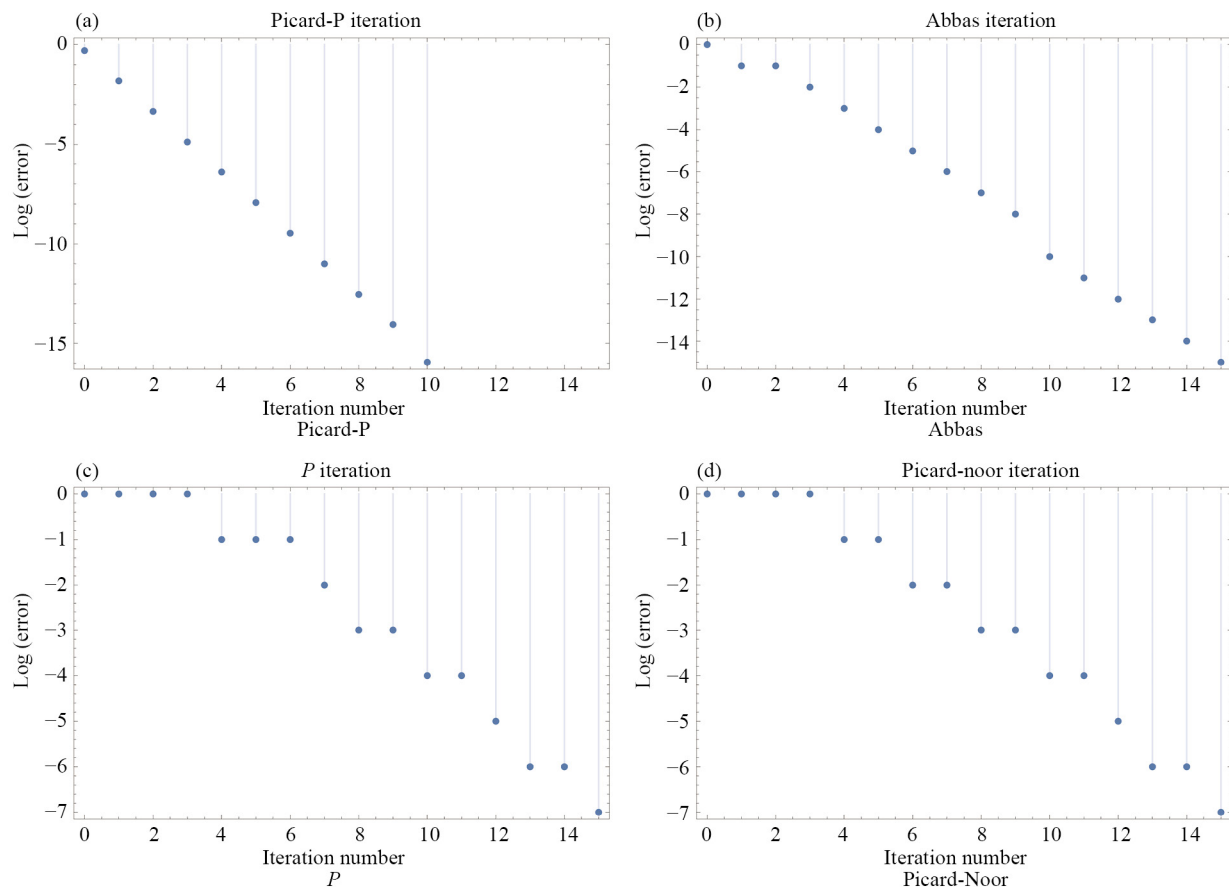 (a)
Picard-P iteration
0
−5
−10
−15
Log (error)
0 2 4 6 8 10 12 14
Iteration number
Picard-P
(b)
Abbas iteration
0
−2
−4
−6
−8
−10
−12
−14
Log (error)
0 2 4 6 8 10 12 14
Iteration number
Abbas
(c)
P iteration
0
−1
−2
−3
−4
−5
−6
−7
Log (error)
0 2 4 6 8 10 12 14
Iteration number
P
(d)
Picard-noor iteration
0
−1
−2
−3
−4
−5
−6
−7
Log (error)
0 2 4 6 8 10 12 14
Iteration number
Picard-Noor